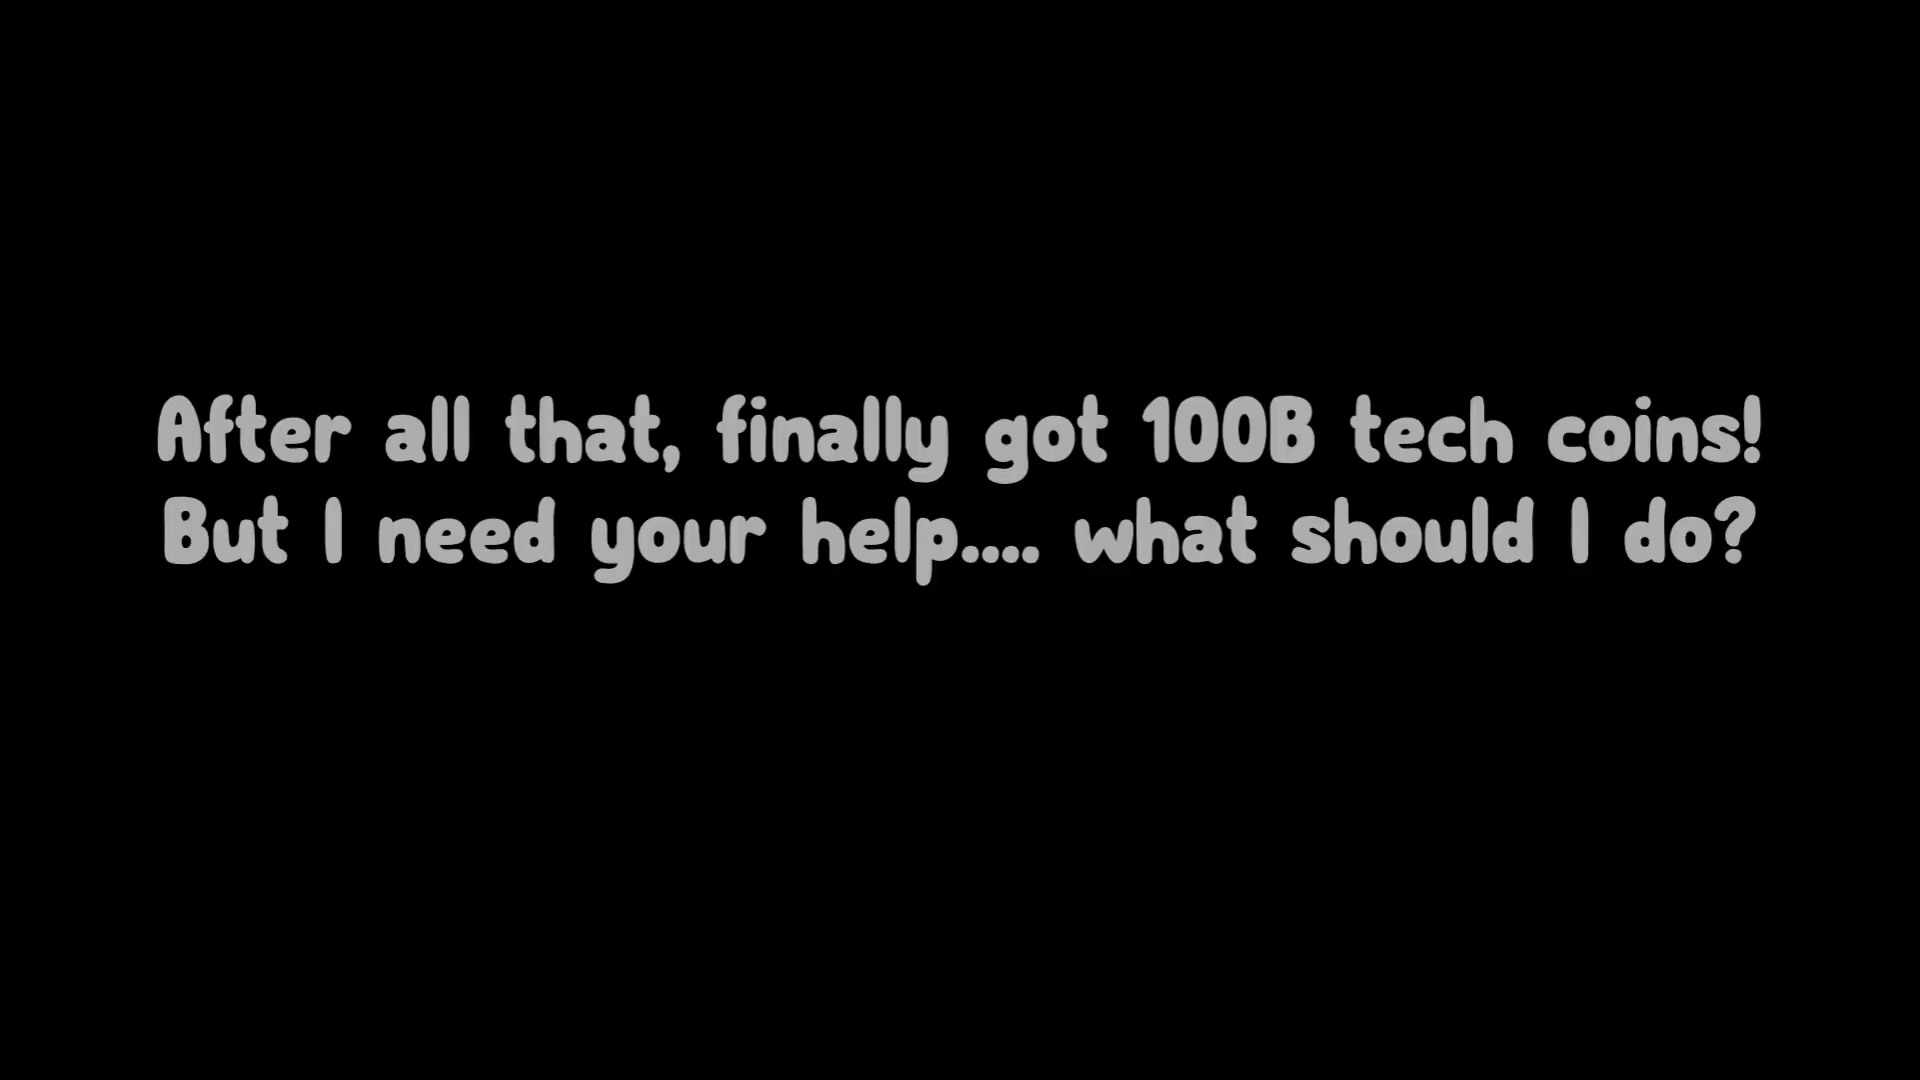 After all that, finally got 100B tech coins!
But I need your help.... what should I do?